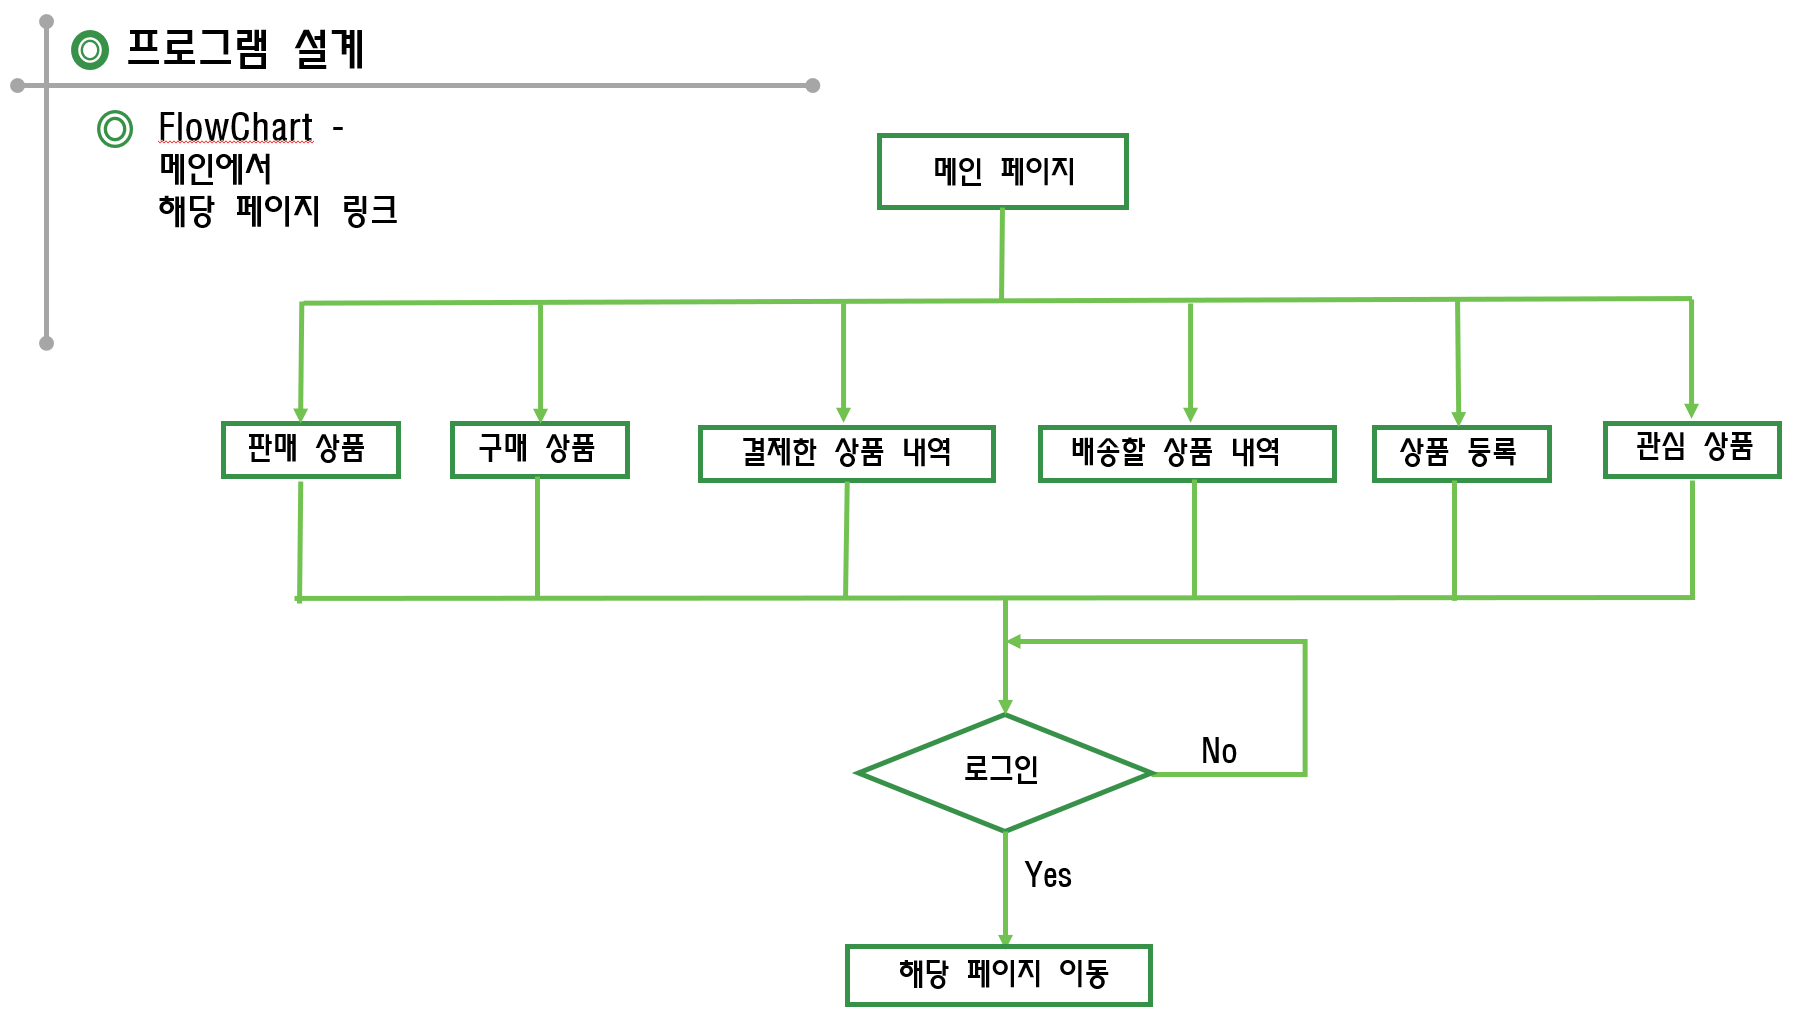 프로그램 설계
FlowChart -
메인에서
해당 페이지 링크
메인 페이지
판매 상품
구매 상품
결제한 상품 내역
배송할 상품 내역
상품 등록
관심 상품
로그인
No
Yes
해당 페이지 이동